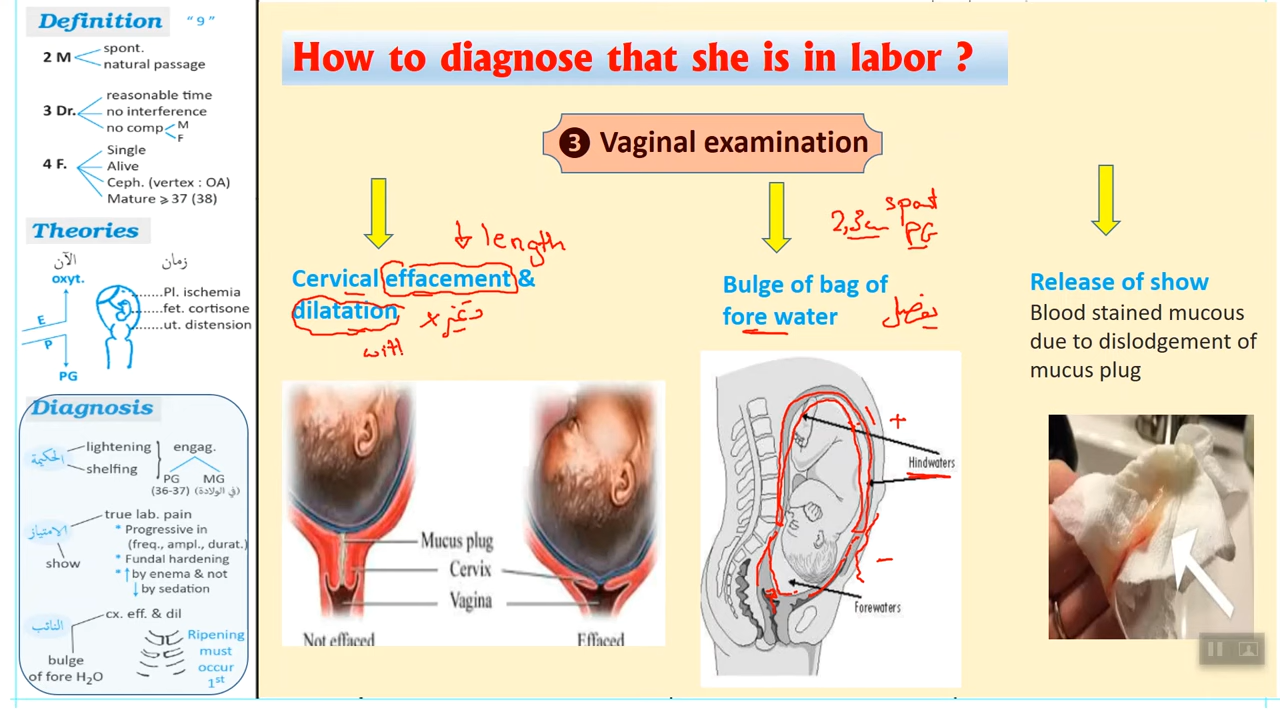 Definition "9"
2 M
spont.
natural passage
3 Dr.
reasonable time
no interference
no comp
M
F
4 F.
Single
Alive
Ceph. (vertex : OA)
Mature ⩾ 37 (38)
Theories
الآن
زمان
oxyt.
Pl. ischemia
fet. cortisone
ut. distension
E
P
PG
Diagnosis
الحكيمة
lightening
shelfing
engag.
PG
MG
(36-37)
(في الولادة)
الامتياز
true lab. pain
* Progressive in
(freq., ampl., durat.)
* Fundal hardening
* ↑ by enema & not
↓ by sedation
show
النائب
cx. eff. & dil
bulge
of fore H₂O
Ripening
must
occur
1st
How to diagnose that she is in labor ?
❸ Vaginal examination
↓ length
Cervical effacement &
dilatation
with
Mucus plug
Cervix
Vagina
Not effaced
Effaced
2,3cm
spont
PG
Bulge of bag of
fore water
+
Hindwaters
-
Forewaters
Release of show
Blood stained mucous
due to dislodgement of
mucus plug